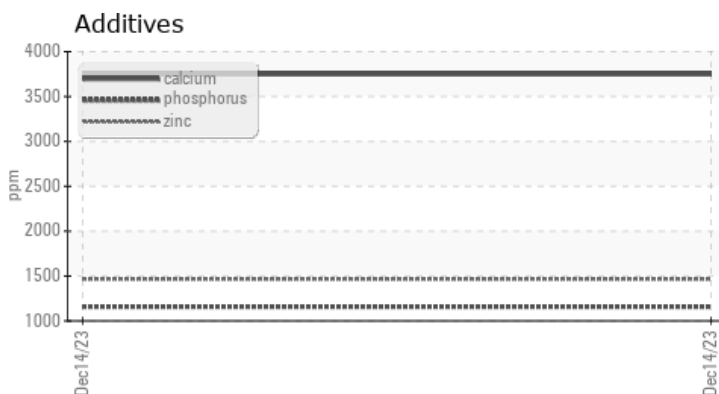 Additives
4000
3500
3000
2500
2000
1500
1000
ppm
calcium
phosphorus
zinc
Dec14/23
Dec14/23